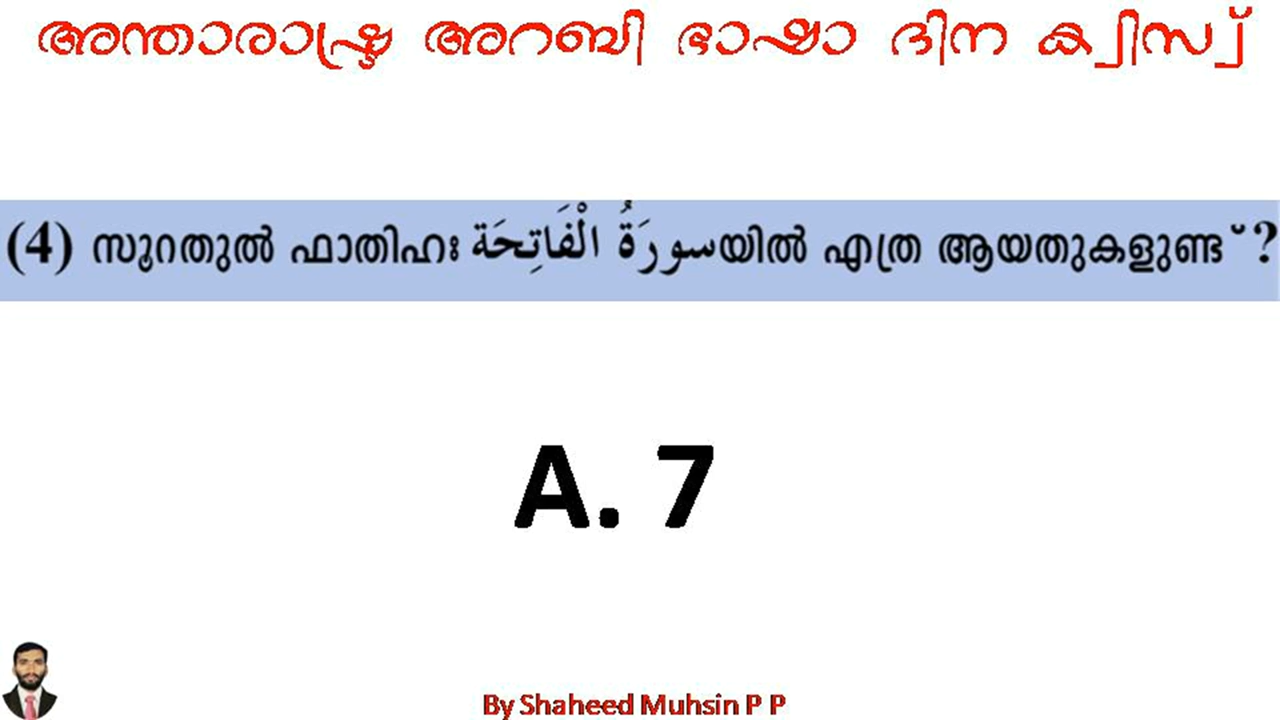 അന്താരാഷ്ട്ര അറബി ഭാഷാ ദിന ക്വിസ്വ്
(4) സൂറതുൽ ഫാതിഹഃ سورَةُ الْفَاتِحَة യിൽ എത്ര ആയതുകളുണ്ട് ?
A. 7
By Shaheed Muhsin P P